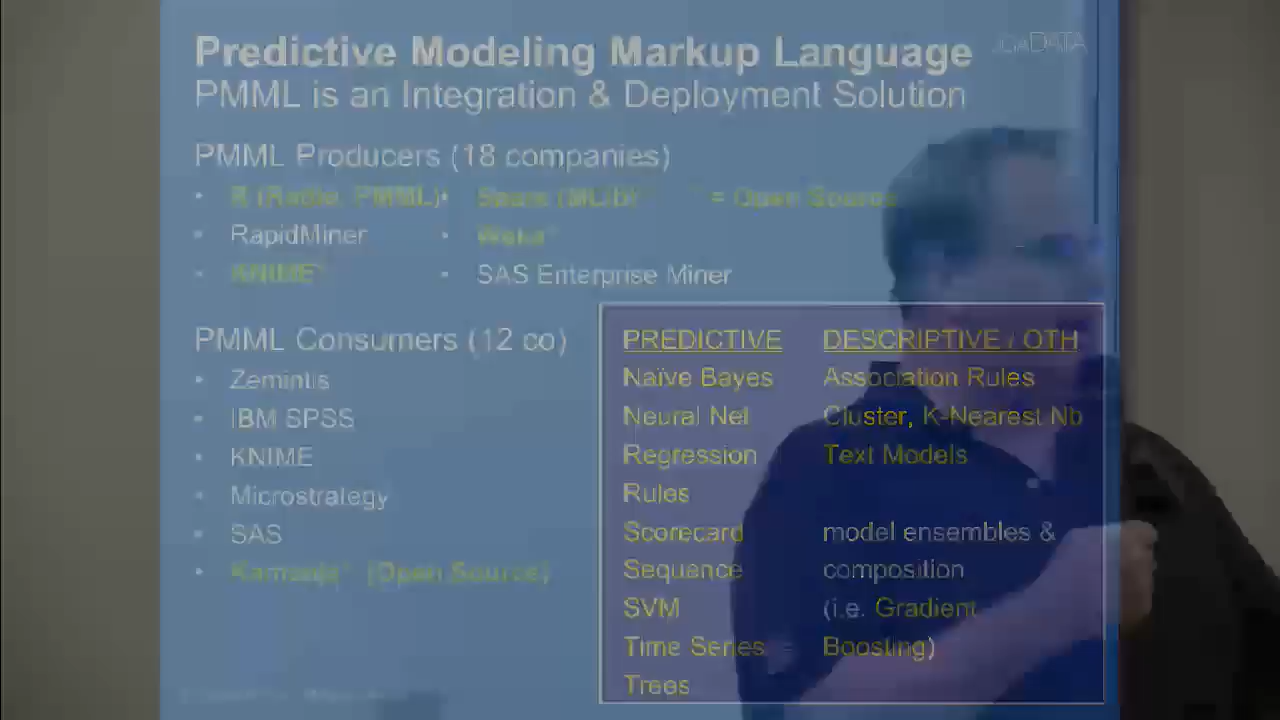 Predictive Modeling Markup Language
PMML is an Integration & Deployment Solution
PMML Producers (18 companies)
• R (Rattle, PMML)* • Spark (MLlib)* * = Open Source
• RapidMiner • Weka*
• KNIME* • SAS Enterprise Miner
PMML Consumers (12 co)
• Zementis
• IBM SPSS
• KNIME
• Microstrategy
• SAS
• Kamanja* (Open Source)
PREDICTIVE DESCRIPTIVE / OTH
Naïve Bayes Association Rules
Neural Net Cluster, K-Nearest Nb
Regression Text Models
Rules
Scorecard model ensembles &
Sequence composition
SVM (i.e. Gradient
Time Series Boosting)
Trees